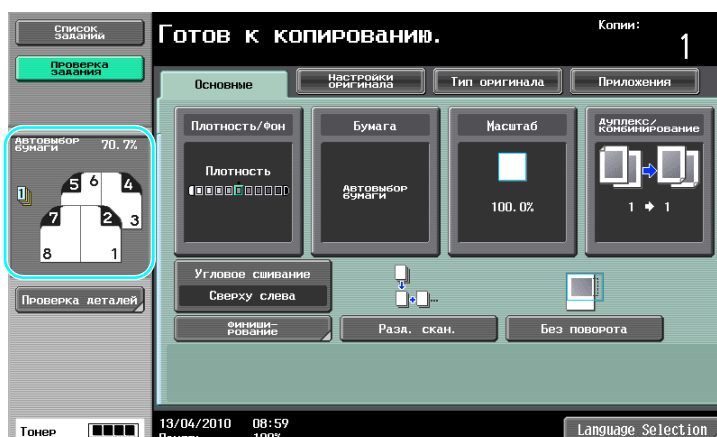 Список
заданий
Готов к копированию.
Копии:
1
Проверка
задания
Основные
Настройки
оригинала
Тип оригинала
Приложения
Автовыбор
бумаги
70.7%
1
5 6 4
7 2 3
8 1
Плотность/Фон
Плотность
Бумага
Автовыбор
бумаги
Масштаб
100.0%
Дуплекс/
Комбинирование
1 → 1
Проверка деталей
Угловое сшивание
Сверху слева
Финиши-
рование
Разд. скан.
Без поворота
Тонер
13/04/2010 08:59
100%
Language Selection